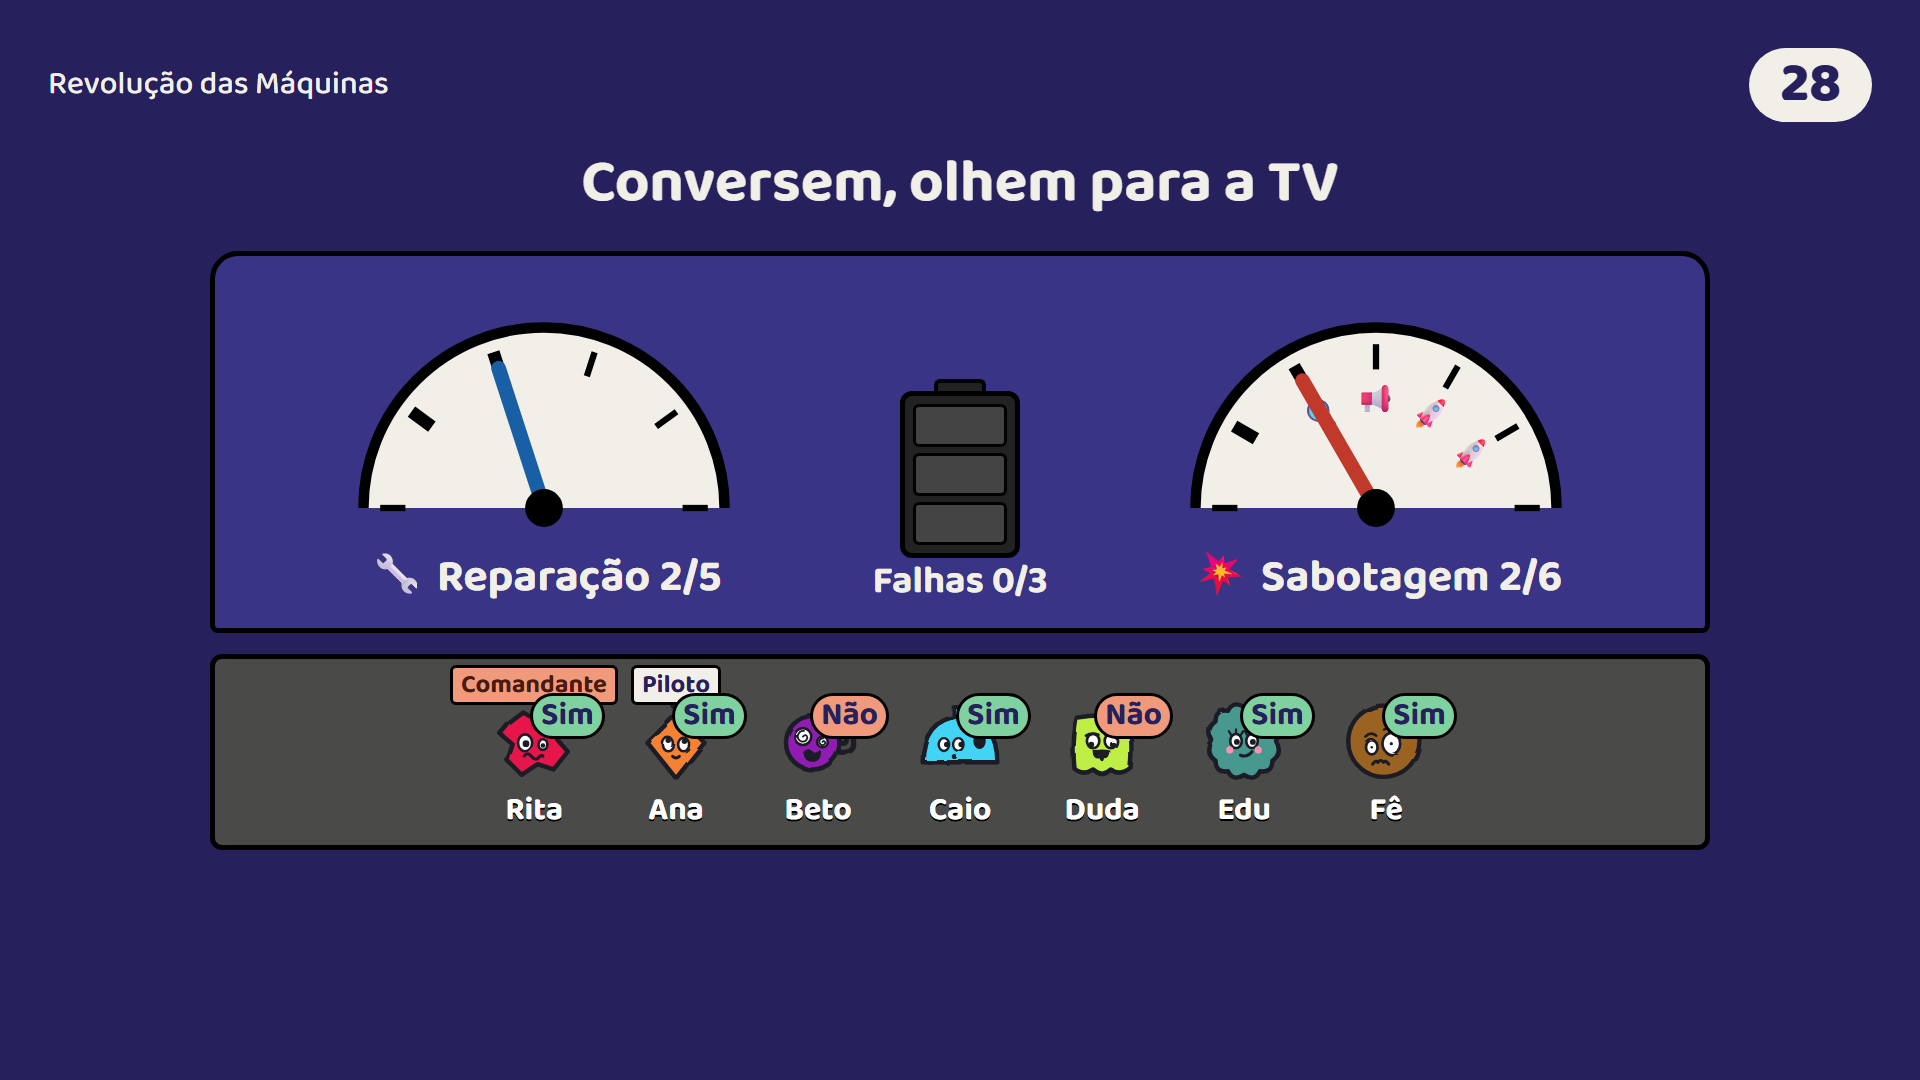 Revolução das Máquinas
28
Conversem, olhem para a TV
Reparação 2/5
Falhas 0/3
Sabotagem 2/6
Comandante
Piloto
Sim
Sim
Não
Sim
Não
Sim
Sim
Rita
Ana
Beto
Caio
Duda
Edu
Fê